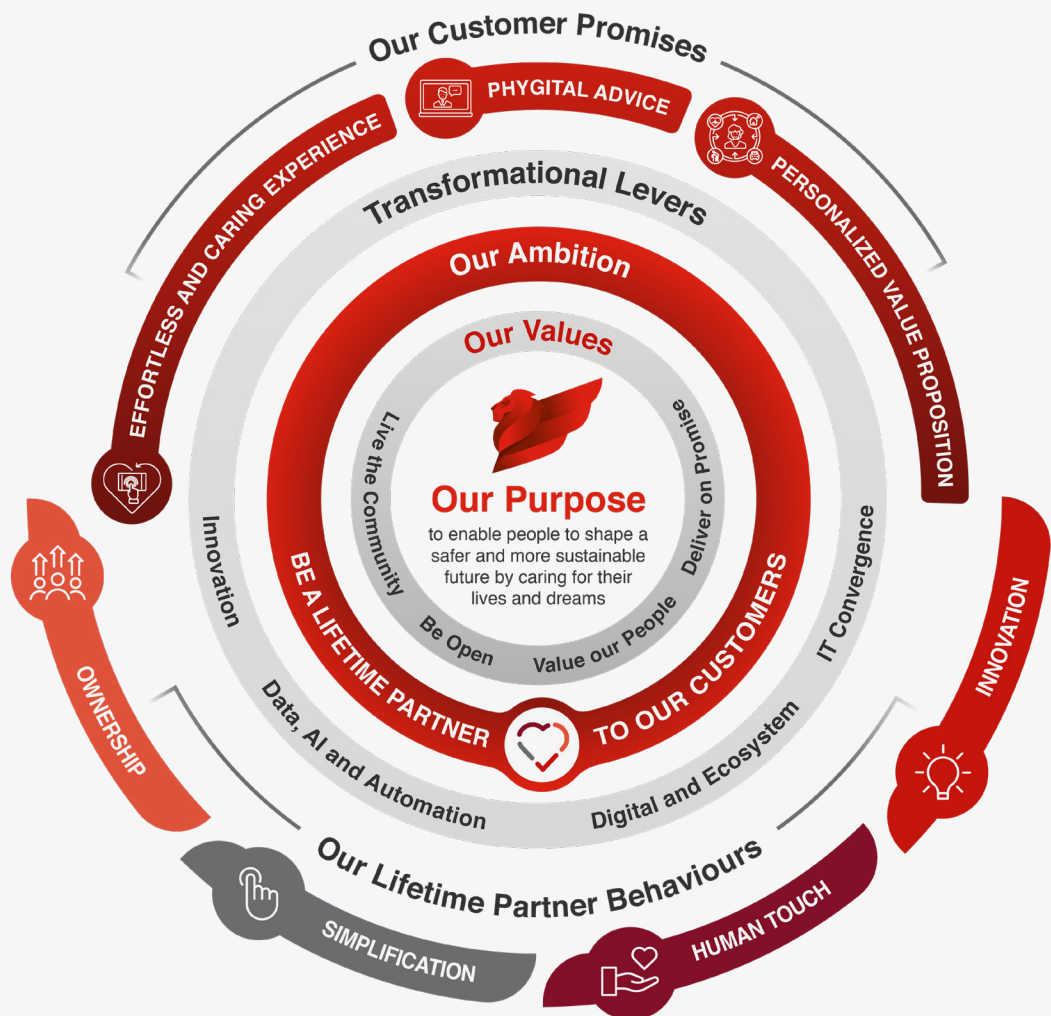 Our Customer Promises
EFFORTLESS AND CARING EXPERIENCE
PHYGITAL ADVICE
PERSONALIZED VALUE PROPOSITION
Transformational Levers
Innovation
Data, AI and Automation
Digital and Ecosystem
IT Convergence
Our Ambition
BE A LIFETIME PARTNER
TO OUR CUSTOMERS
Our Values
Live the Community
Be Open
Value our People
Deliver on Promise
Our Purpose
to enable people to shape a
safer and more sustainable
future by caring for their
lives and dreams
Our Lifetime Partner Behaviours
OWNERSHIP
SIMPLIFICATION
HUMAN TOUCH
INNOVATION